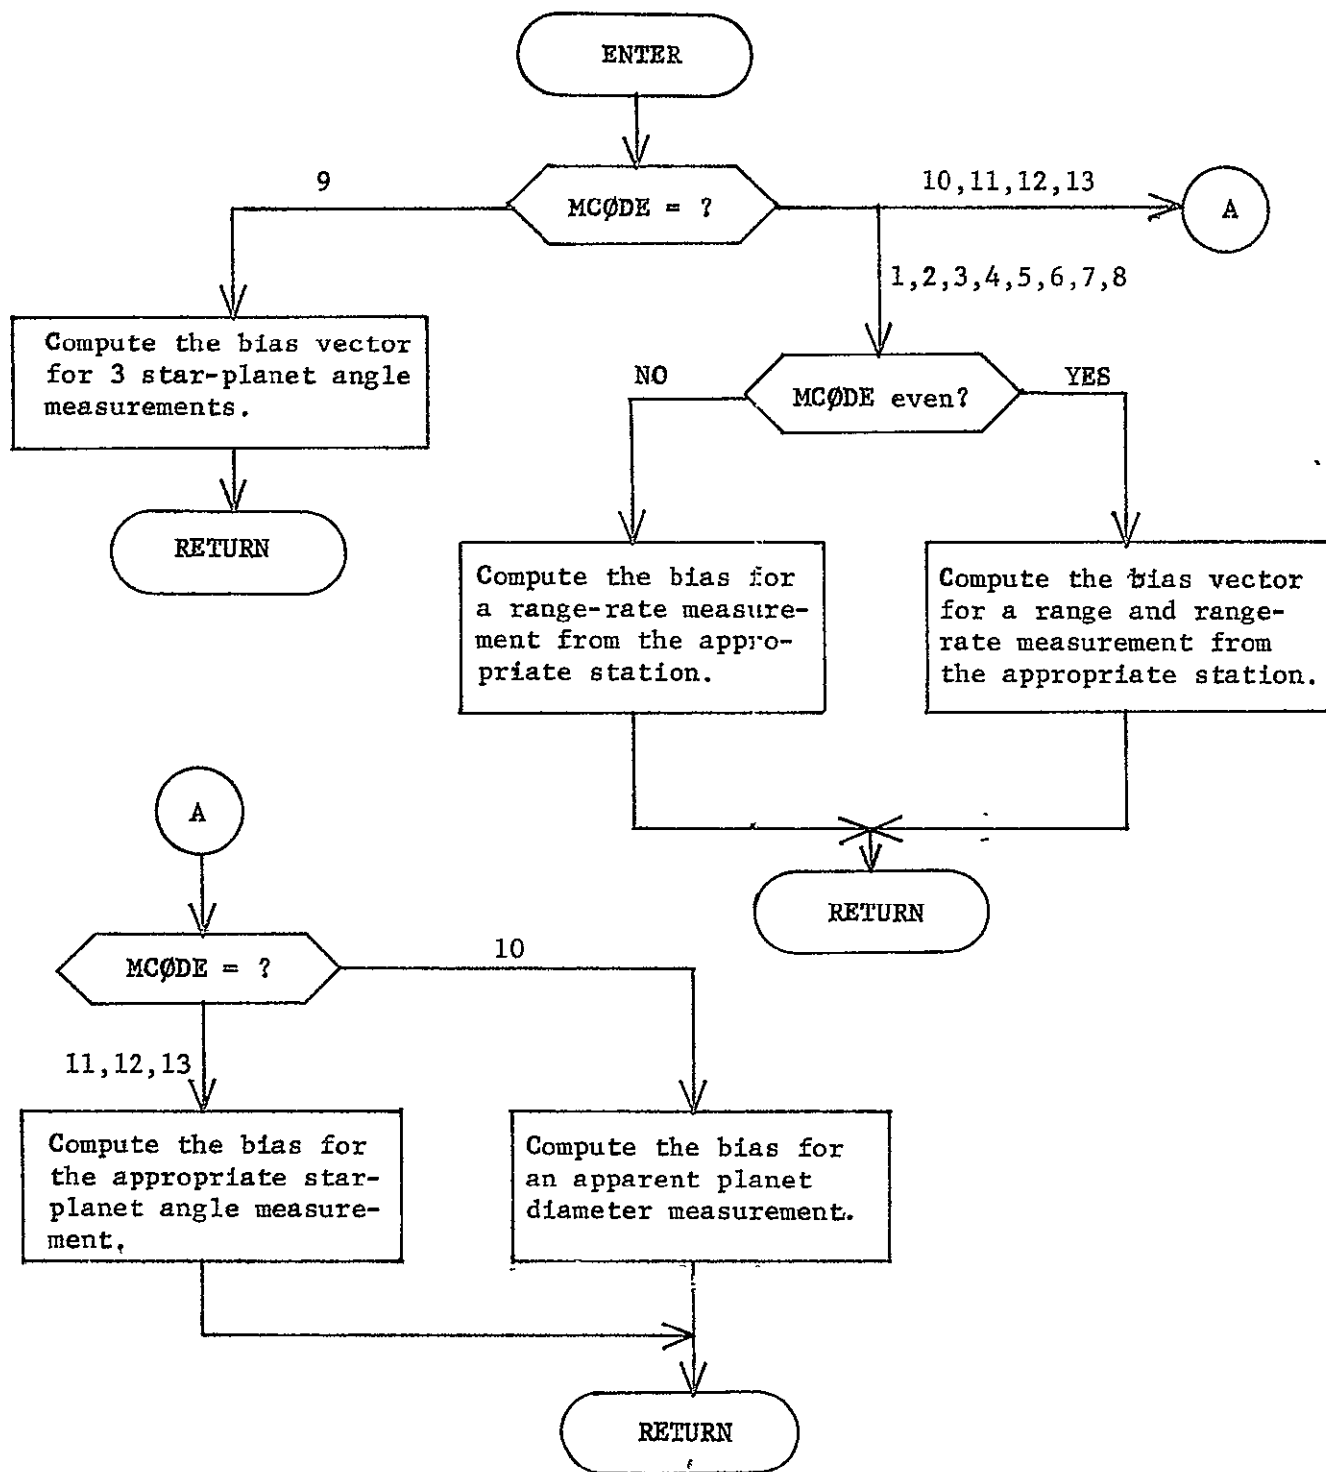 ENTER
9
MCØDE = ?
10,11,12,13
A
1,2,3,4,5,6,7,8
Compute the bias vector
for 3 star-planet angle
measurements.
NO
MCØDE even?
YES
RETURN
Compute the bias for
a range-rate measure-
ment from the appro-
priate station.
Compute the bias vector
for a range and range-
rate measurement from
the appropriate station.
RETURN
A
MCØDE = ?
10
11,12,13
Compute the bias for
the appropriate star-
planet angle measure-
ment.
Compute the bias for
an apparent planet
diameter measurement.
RETURN